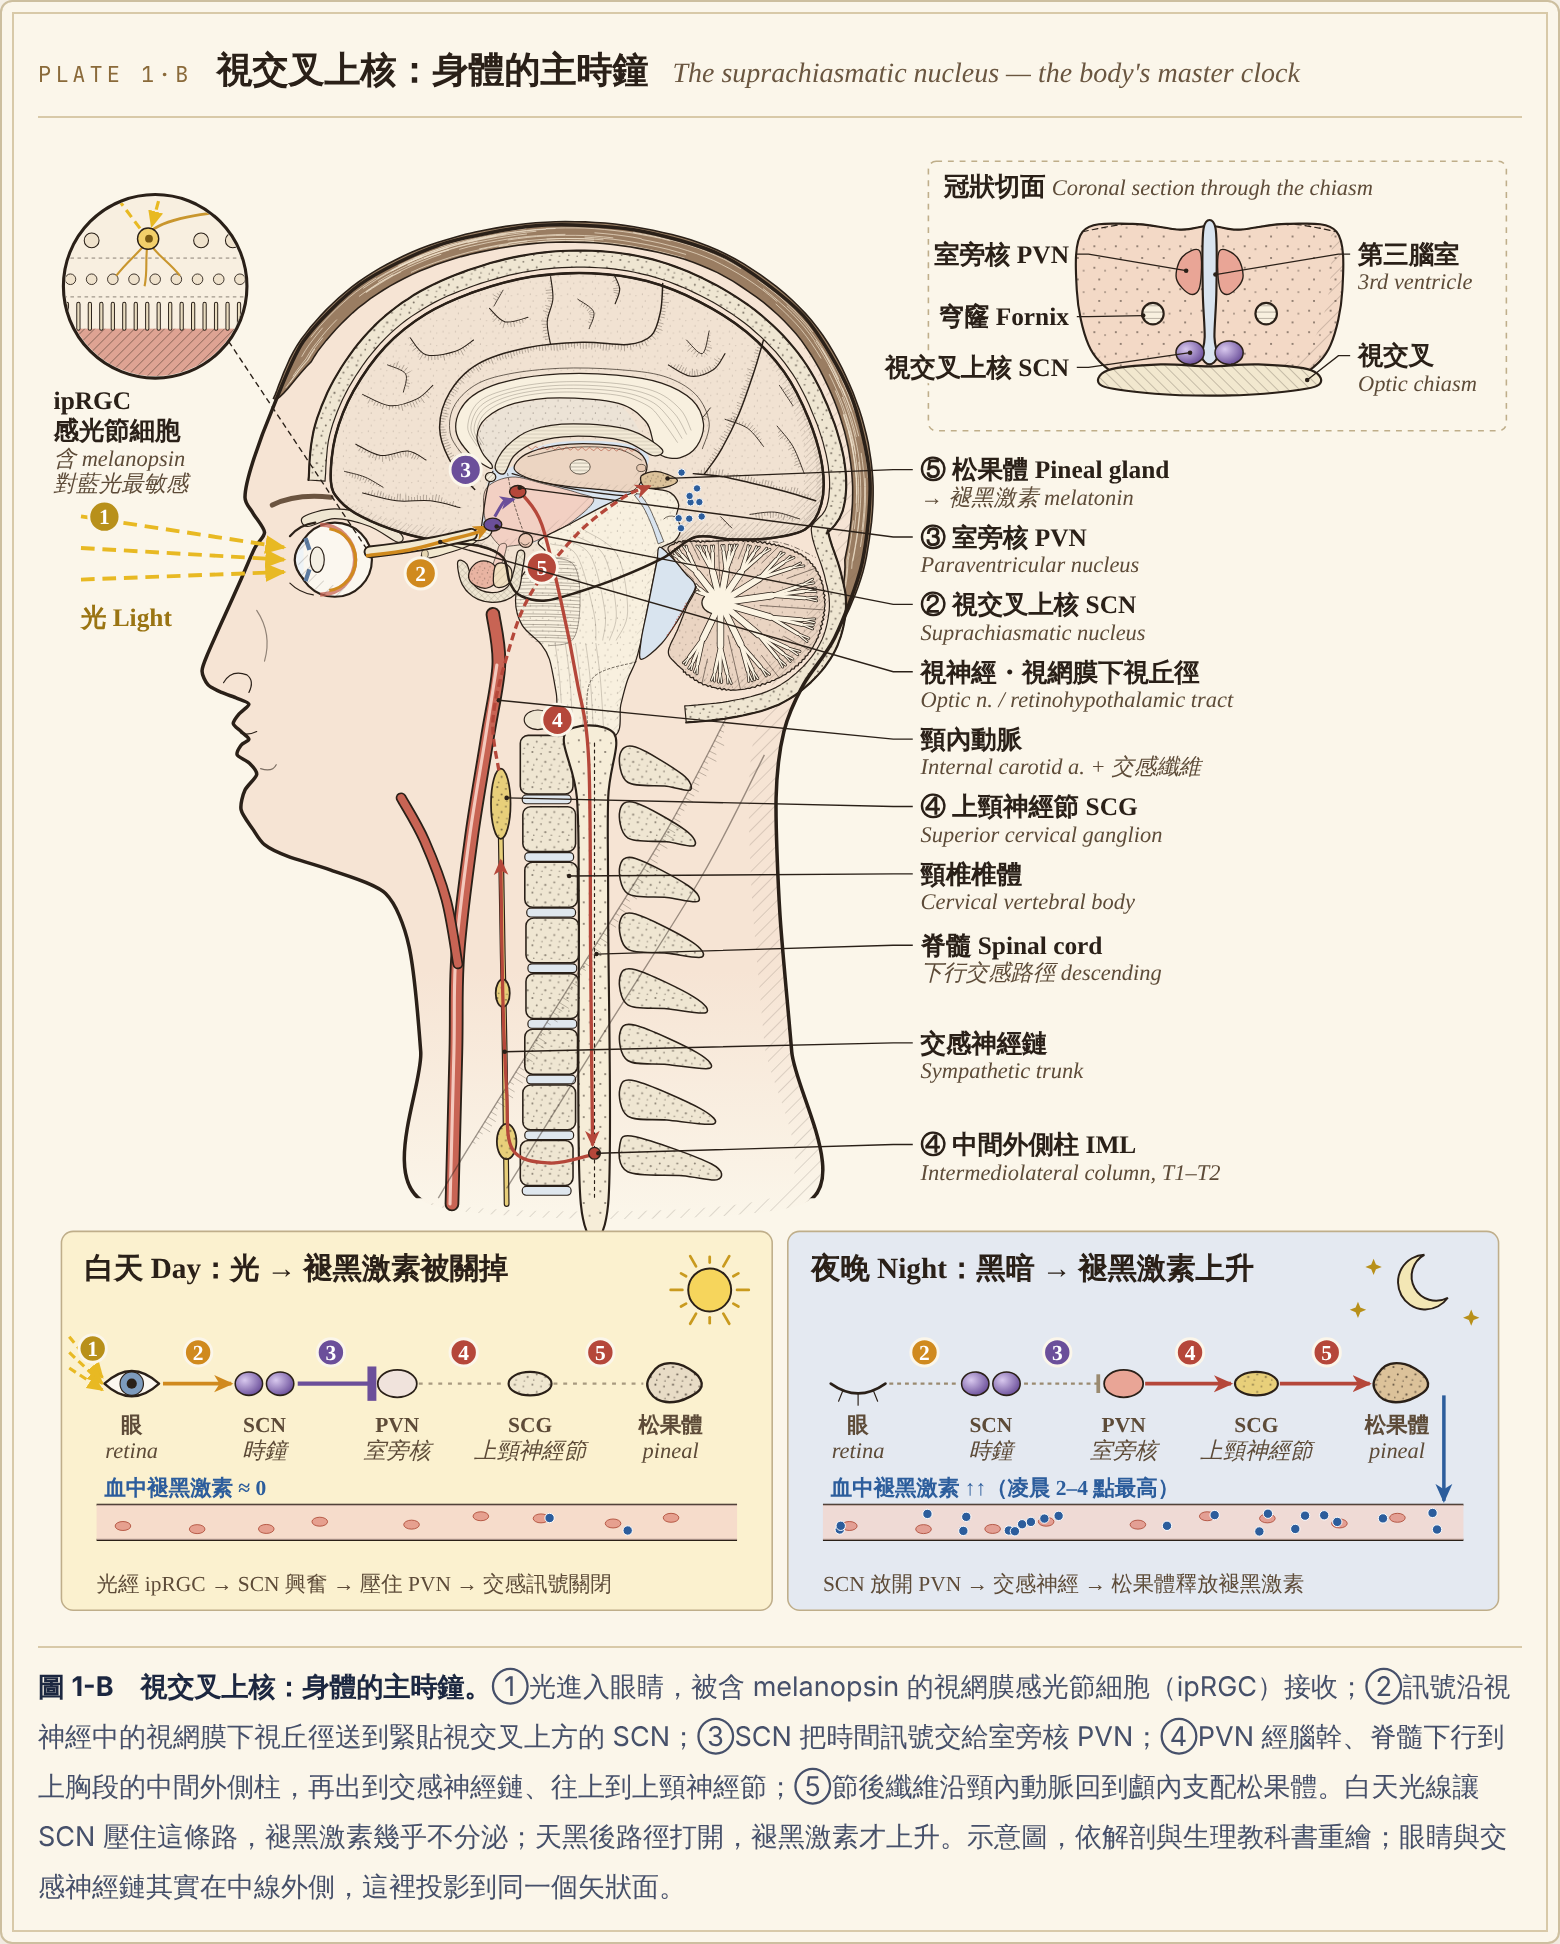 PLATE 1·B 視交叉上核：身體的主時鐘 The suprachiasmatic nucleus — the body's master clock
ipRGC
感光節細胞
含 melanopsin
對藍光最敏感
1
光 Light
2
3
5
4
冠狀切面 Coronal section through the chiasm
室旁核 PVN
穹窿 Fornix
視交叉上核 SCN
第三腦室
3rd ventricle
視交叉
Optic chiasm
⑤ 松果體 Pineal gland
→ 褪黑激素 melatonin
③ 室旁核 PVN
Paraventricular nucleus
② 視交叉上核 SCN
Suprachiasmatic nucleus
視神經・視網膜下視丘徑
Optic n. / retinohypothalamic tract
頸內動脈
Internal carotid a. + 交感纖維
④ 上頸神經節 SCG
Superior cervical ganglion
頸椎椎體
Cervical vertebral body
脊髓 Spinal cord
下行交感路徑 descending
交感神經鏈
Sympathetic trunk
④ 中間外側柱 IML
Intermediolateral column, T1–T2
白天 Day：光 → 褪黑激素被關掉
1 2 3 4 5
眼 SCN PVN SCG 松果體
retina 時鐘 室旁核 上頸神經節 pineal
血中褪黑激素 ≈ 0
光經 ipRGC → SCN 興奮 → 壓住 PVN → 交感訊號關閉
夜晚 Night：黑暗 → 褪黑激素上升
2 3 4 5
眼 SCN PVN SCG 松果體
retina 時鐘 室旁核 上頸神經節 pineal
血中褪黑激素 ↑↑（凌晨 2–4 點最高）
SCN 放開 PVN → 交感神經 → 松果體釋放褪黑激素
圖 1-B　視交叉上核：身體的主時鐘。①光進入眼睛，被含 melanopsin 的視網膜感光節細胞（ipRGC）接收；②訊號沿視
神經中的視網膜下視丘徑送到緊貼視交叉上方的 SCN；③SCN 把時間訊號交給室旁核 PVN；④PVN 經腦幹、脊髓下行到
上胸段的中間外側柱，再出到交感神經鏈、往上到上頸神經節；⑤節後纖維沿頸內動脈回到顱內支配松果體。白天光線讓
SCN 壓住這條路，褪黑激素幾乎不分泌；天黑後路徑打開，褪黑激素才上升。示意圖，依解剖與生理教科書重繪；眼睛與交
感神經鏈其實在中線外側，這裡投影到同一個矢狀面。